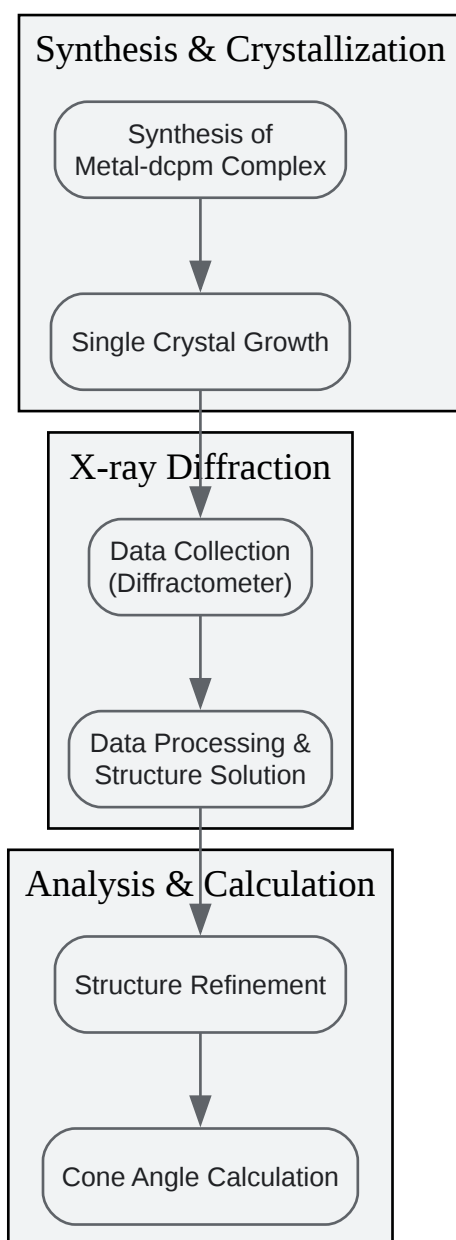 Synthesis & Crystallization
Synthesis of
Metal-dcpm Complex
Single Crystal Growth
X-ray Diffraction
Data Collection
(Diffractometer)
Data Processing &
Structure Solution
Analysis & Calculation
Structure Refinement
Cone Angle Calculation